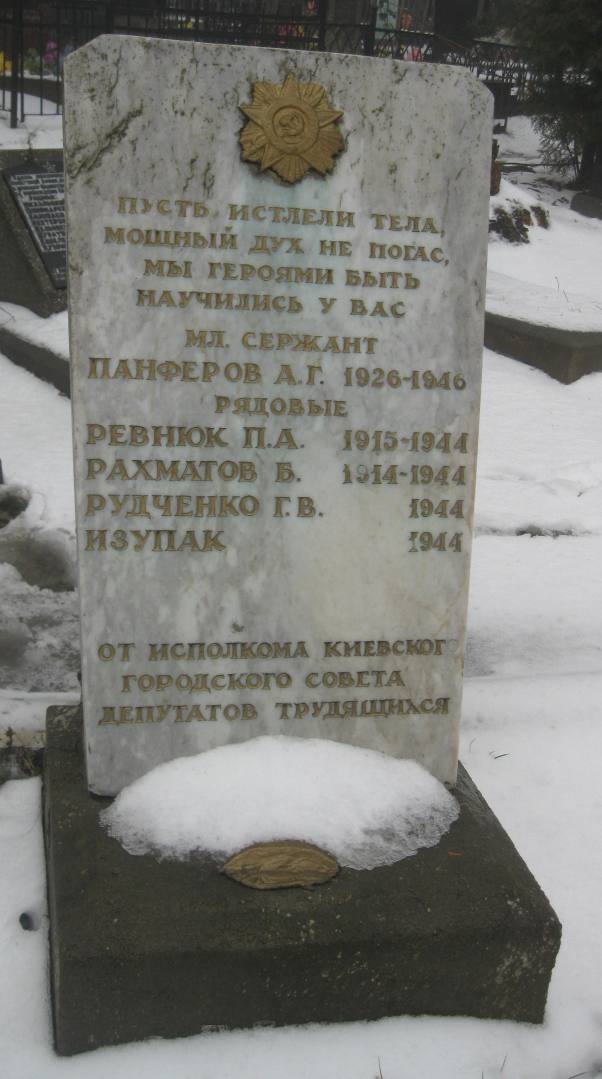 ПУСТЬ ИСТЛЕЛИ ТЕЛА,
МОЩНЫЙ ДУХ НЕ ПОГАС,
МЫ ГЕРОЯМИ БЫТЬ
НАУЧИЛИСЬ У ВАС
МЛ. СЕРЖАНТ
ПАНФЕРОВ А.Г. 1926-1946
РЯДОВЫЕ
РЕВНЮК П.А. 1915-1944
РАХМАТОВ Б. 1914-1944
РУДЧЕНКО Г.В. 1944
ИЗУПАК 1944
ОТ ИСПОЛКОМА КИЕВСКОГ
ГОРОДСКОГО СОВЕТА
ДЕПУТАТОВ ТРУДЯЩИХСЯ